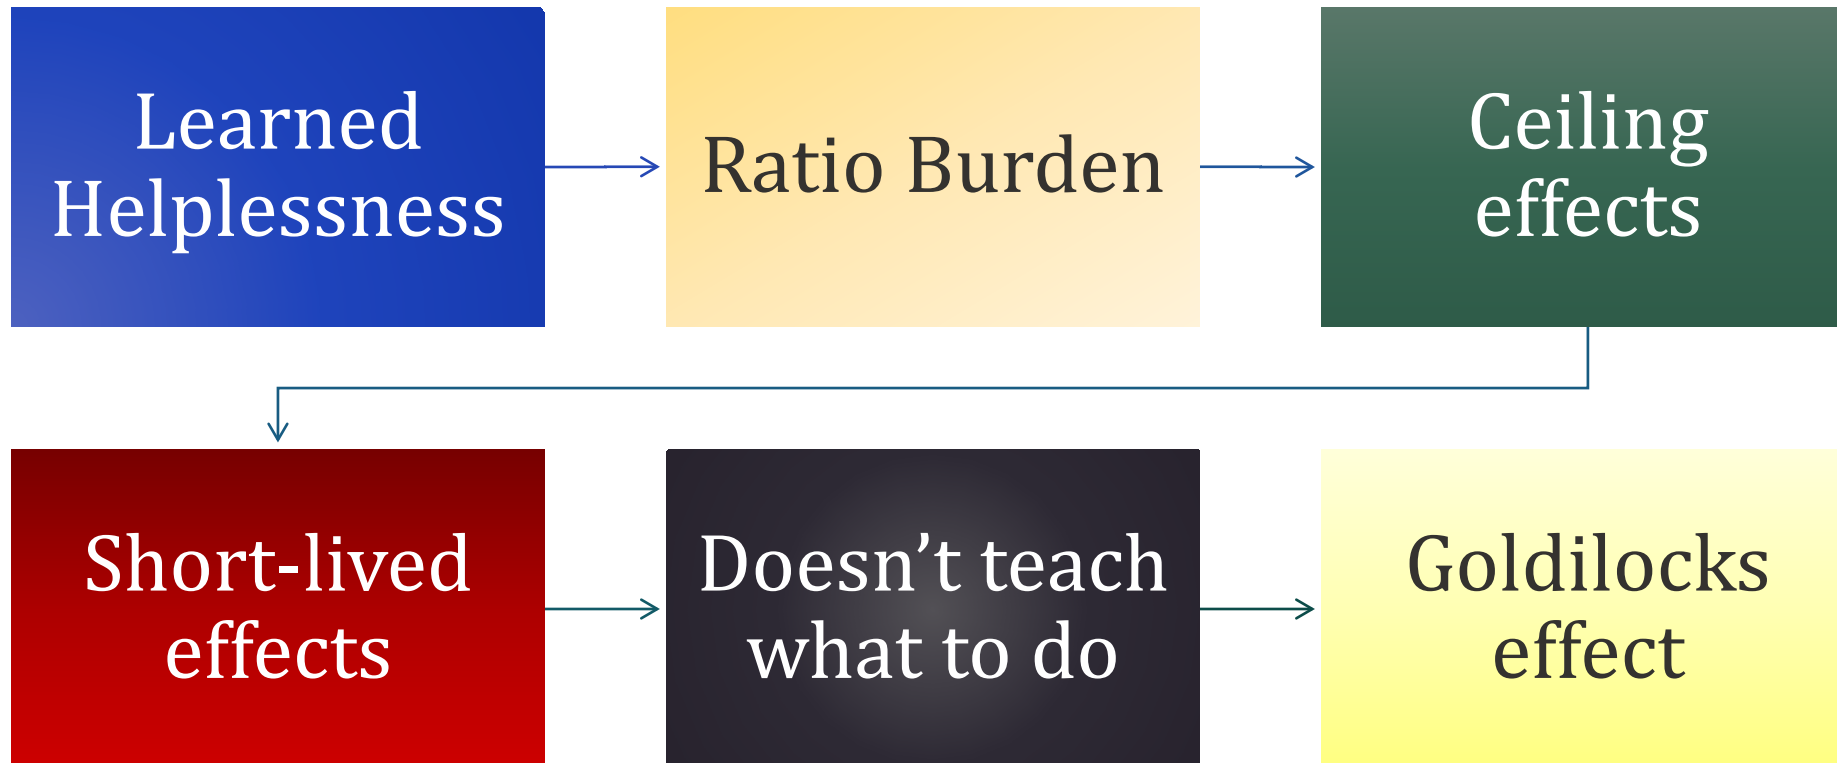 Learned
Helplessness
Ratio Burden
Ceiling
effects
Short-lived
effects
Doesn’t teach
what to do
Goldilocks
effect